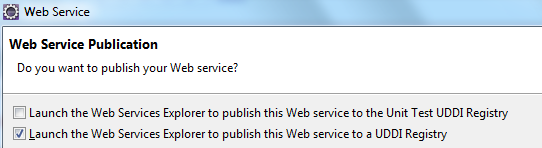 Web Service
Web Service Publication
Do you want to publish your Web service?
Launch the Web Services Explorer to publish this Web service to the Unit Test UDDI Registry
Launch the Web Services Explorer to publish this Web service to a UDDI Registry